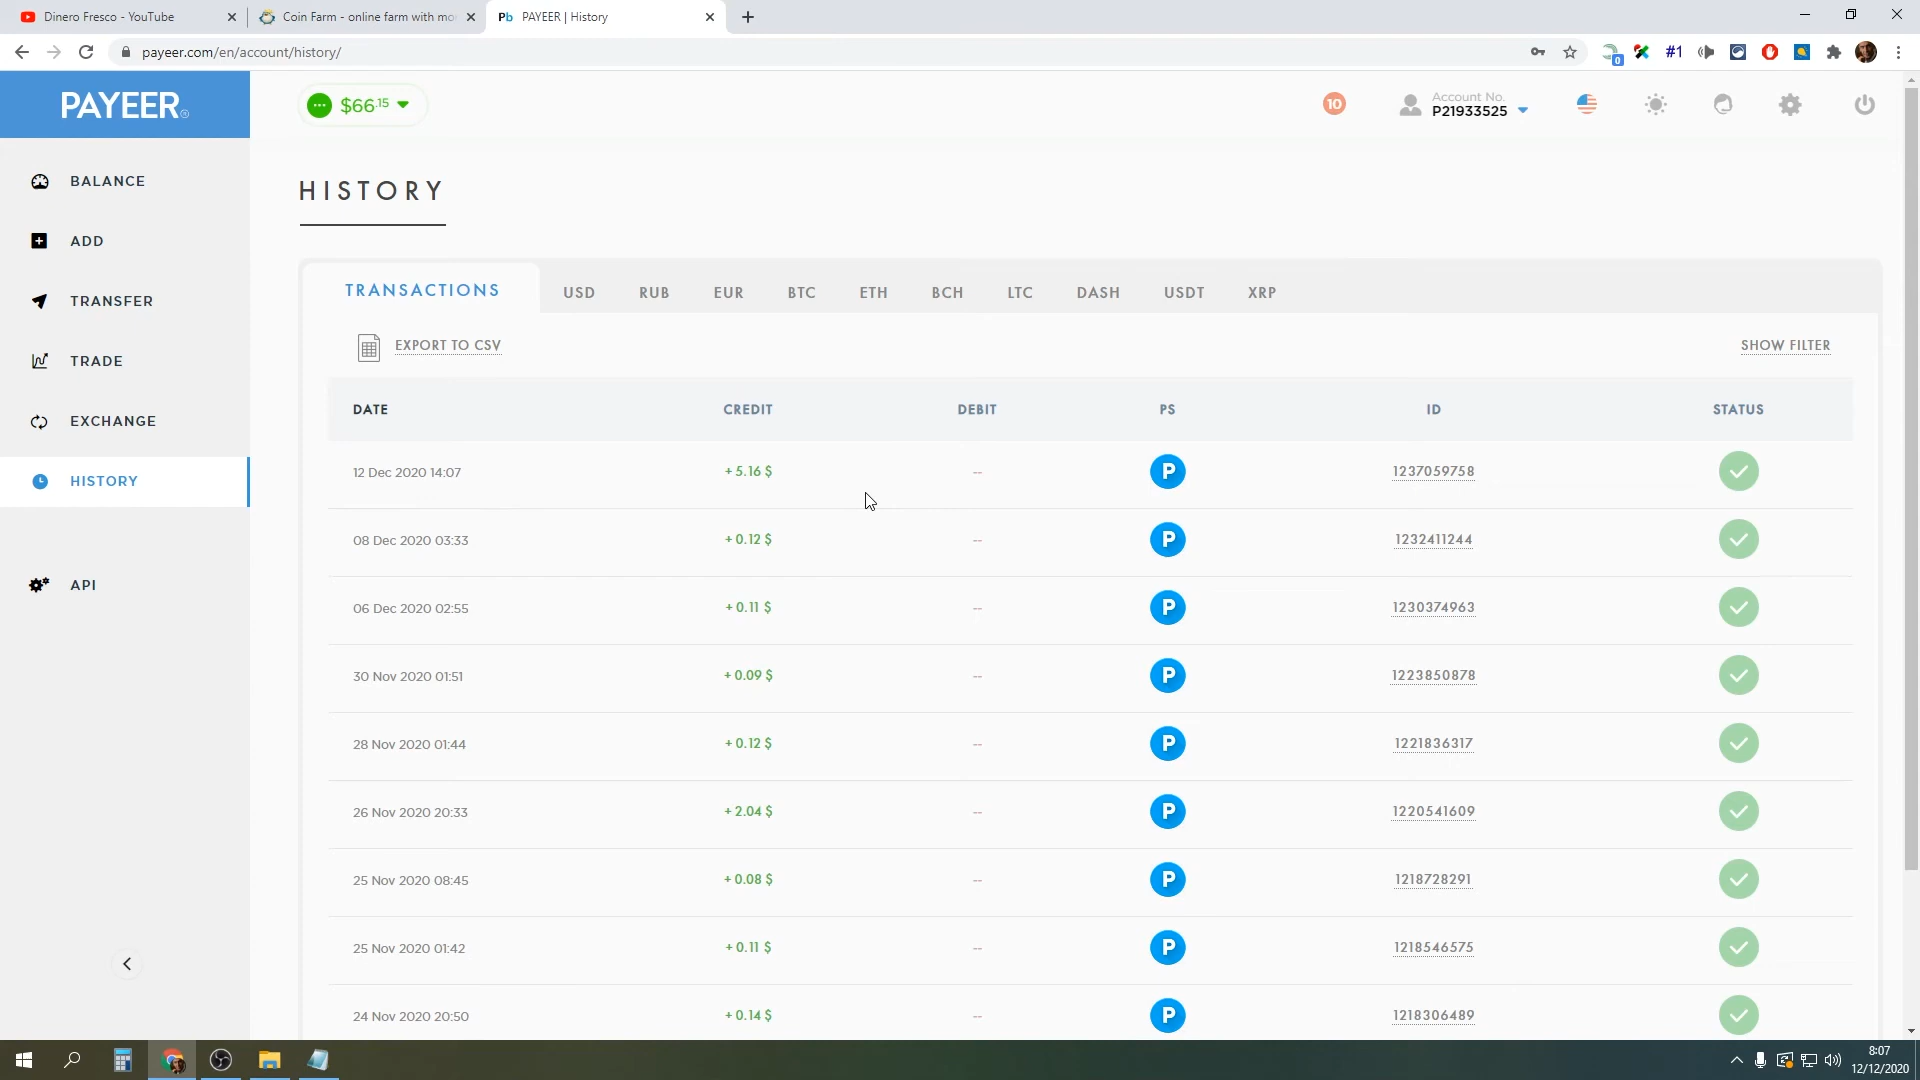 Dinero Fresco - YouTube
Coin Farm - online farm with mo
Pb PAYEER | History
payeer.com/en/account/history/
0
#1
PAYEER®
$66.15
10
Account No.
P21933525
BALANCE
ADD
TRANSFER
TRADE
EXCHANGE
HISTORY
API
HISTORY
TRANSACTIONS USD RUB EUR BTC ETH BCH LTC DASH USDT XRP
EXPORT TO CSV
SHOW FILTER
DATE CREDIT DEBIT PS ID STATUS
12 Dec 2020 14:07 + 5.16 $ -- P 1237059758
08 Dec 2020 03:33 + 0.12 $ -- P 1232411244
06 Dec 2020 02:55 + 0.11 $ -- P 1230374963
30 Nov 2020 01:51 + 0.09 $ -- P 1223850878
28 Nov 2020 01:44 + 0.12 $ -- P 1221836317
26 Nov 2020 20:33 + 2.04 $ -- P 1220541609
25 Nov 2020 08:45 + 0.08 $ -- P 1218728291
25 Nov 2020 01:42 + 0.11 $ -- P 1218546575
24 Nov 2020 20:50 + 0.14 $ -- P 1218306489
8:07
12/12/2020